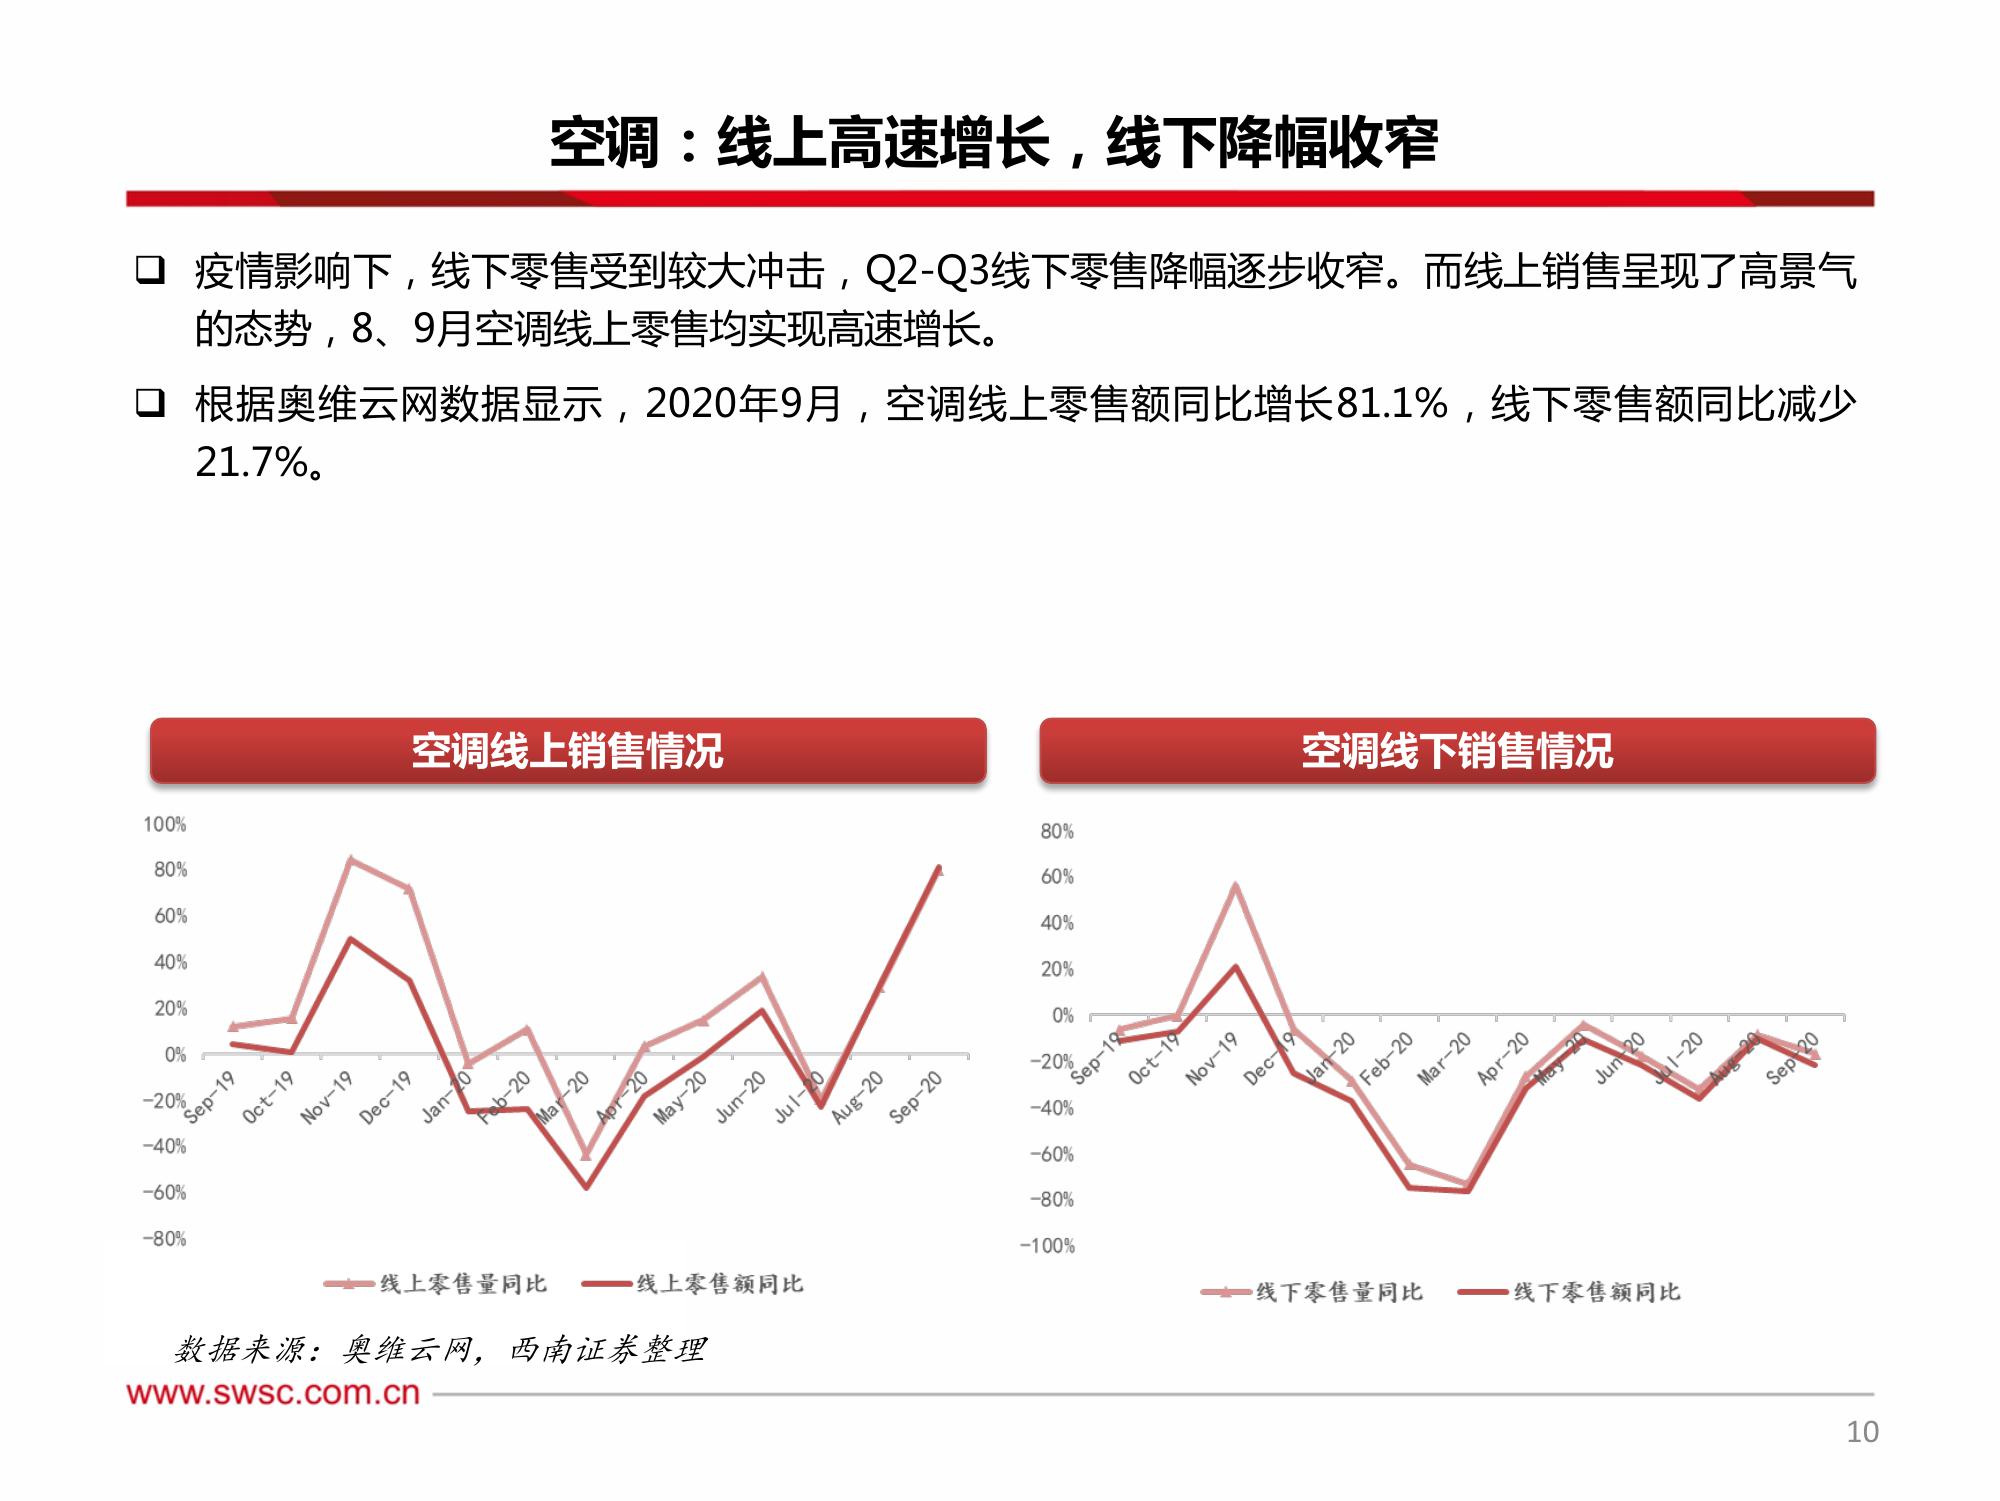 空调：线上高速增长，线下降幅收窄
❑ 疫情影响下，线下零售受到较大冲击，Q2-Q3线下零售降幅逐步收窄。而线上销售呈现了高景气
的态势，8、9月空调线上零售均实现高速增长。
❑ 根据奥维云网数据显示，2020年9月，空调线上零售额同比增长81.1%，线下零售额同比减少
21.7%。
空调线上销售情况
100%
80%
60%
40%
20%
0%
-20%
-40%
-60%
-80%
Sep-19 Oct-19 Nov-19 Dec-19 Jan-20 Feb-20 Mar-20 Apr-20 May-20 Jun-20 Jul-20 Aug-20 Sep-20
线上零售量同比 线上零售额同比
空调线下销售情况
80%
60%
40%
20%
0%
-20%
-40%
-60%
-80%
-100%
Sep-19 Oct-19 Nov-19 Dec-19 Jan-20 Feb-20 Mar-20 Apr-20 May-20 Jun-20 Jul-20 Aug-20 Sep-20
线下零售量同比 线下零售额同比
数据来源：奥维云网，西南证券整理
www.swsc.com.cn
10